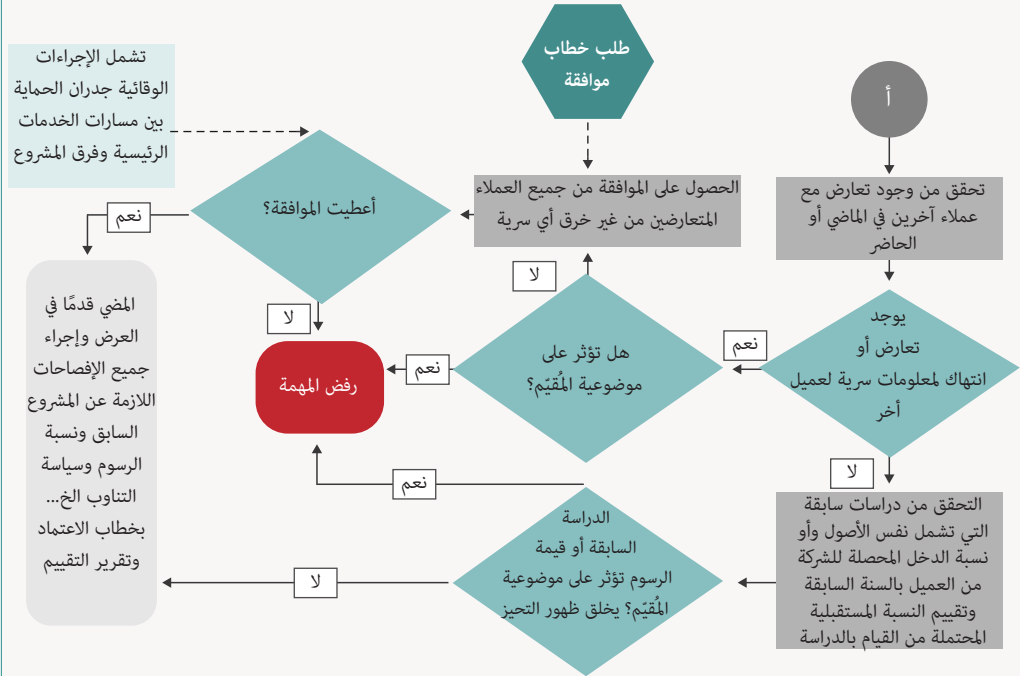 أ
تحقق من وجود تعارض مع
عملاء آخرين في الماضي أو
الحاضر
يوجد
تعارض أو
انتهاك لمعلومات سرية لعميل
أخر
نعم
لا
هل تؤثر على
موضوعية المُقيّم؟
لا
نعم
طلب خطاب
موافقة
الحصول على الموافقة من جميع العملاء
المتعارضين من غير خرق أي سرية
أعطيت الموافقة؟
نعم
لا
تشمل الإجراءات
الوقائية جدران الحماية
بين مسارات الخدمات
الرئيسية وفرق المشروع
رفض المهمة
المضي قدمًا في
العرض وإجراء
جميع الإفصاحات
اللازمة عن المشروع
السابق ونسبة
الرسوم وسياسة
التناوب الخ...
بخطاب الاعتماد
وتقرير التقييم
التحقق من دراسات سابقة
التي تشمل نفس الأصول وأو
نسبة الدخل المحصلة للشركة
من العميل بالسنة السابقة
وتقييم النسبة المستقبلية
المحتملة من القيام بالدراسة
الدراسة
السابقة أو قيمة
الرسوم تؤثر على موضوعية
المُقيّم؟ يخلق ظهور التحيز
نعم
لا